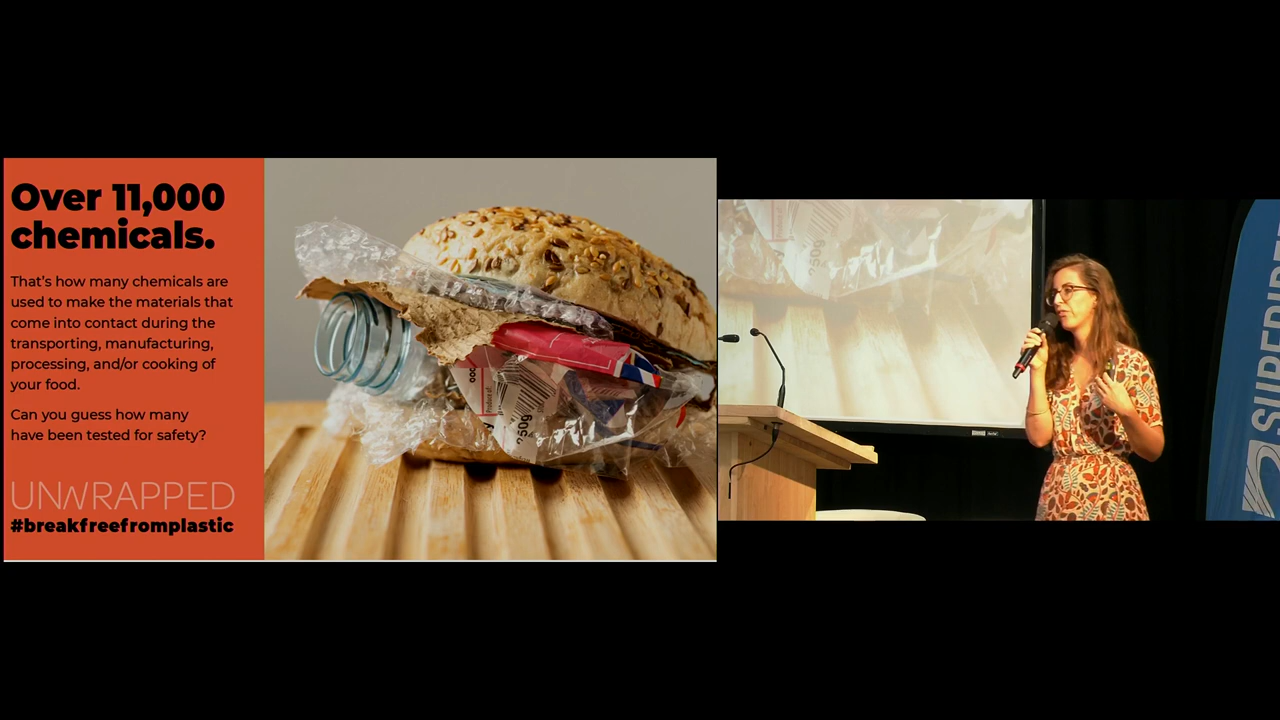 Over 11,000
chemicals.
That's how many chemicals are
used to make the materials that
come into contact during the
transporting, manufacturing,
processing, and/or cooking of
your food.
Can you guess how many
have been tested for safety?
UNWRAPPED
#breakfreefromplastic
350g